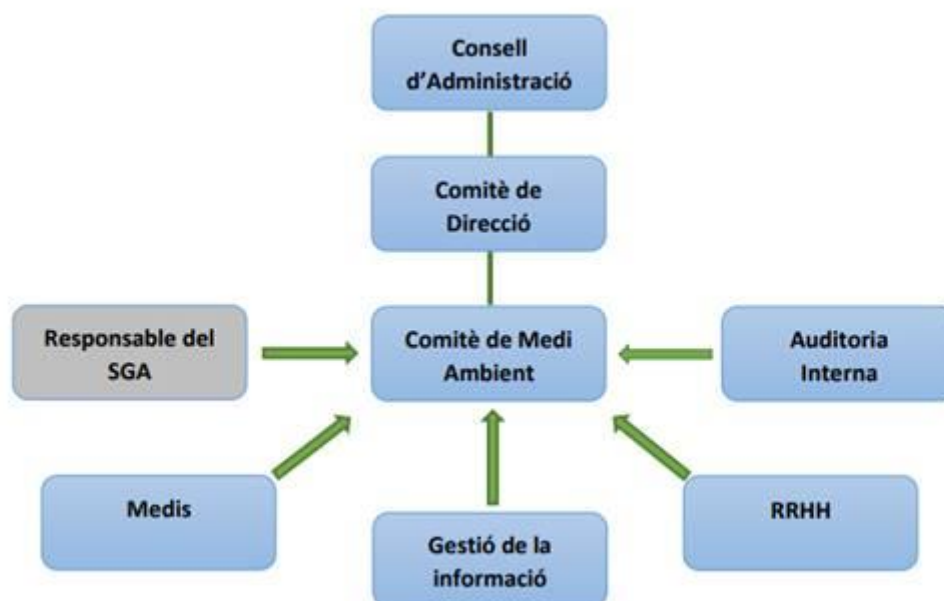 Consell
d'Administració
Comitè de
Direcció
Responsable del
SGA
Comitè de Medi
Ambient
Auditoria
Interna
Medis
Gestió de la
informació
RRHH